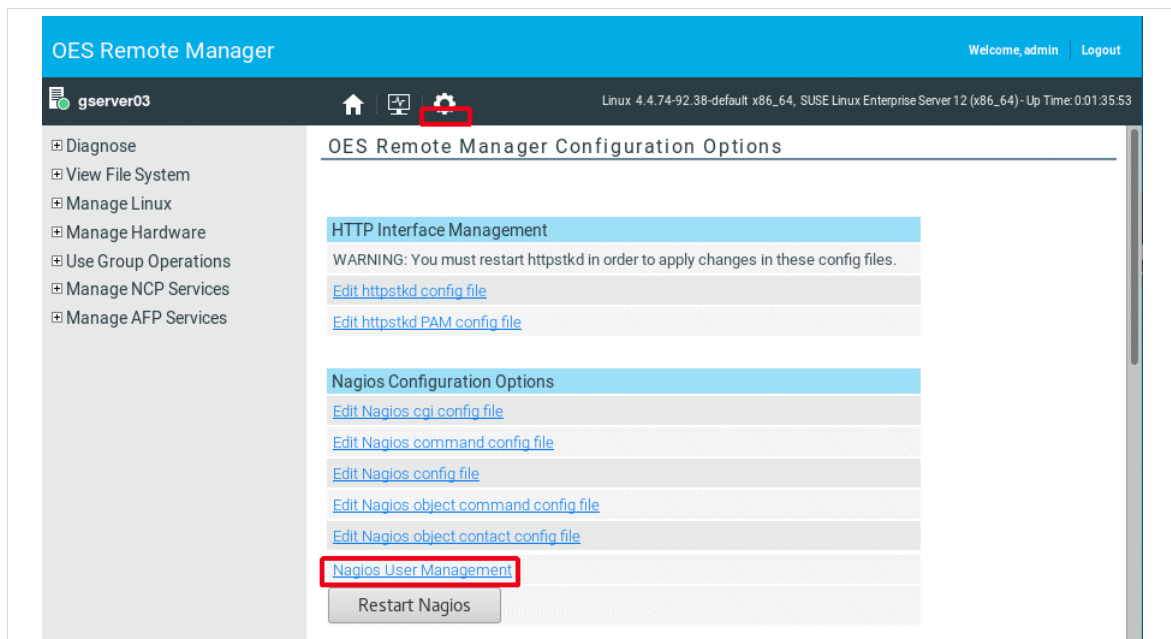 OES Remote Manager
Welcome, admin
Logout
gserver03
Linux 4.4.74-92.38-default x86_64, SUSE Linux Enterprise Server 12 (x86_64) - Up Time: 0:01:35:53
Diagnose
View File System
Manage Linux
Manage Hardware
Use Group Operations
Manage NCP Services
Manage AFP Services
OES Remote Manager Configuration Options
HTTP Interface Management
WARNING: You must restart httpstkd in order to apply changes in these config files.
Edit httpstkd config file
Edit httpstkd PAM config file
Nagios Configuration Options
Edit Nagios cgi config file
Edit Nagios command config file
Edit Nagios config file
Edit Nagios object command config file
Edit Nagios object contact config file
Nagios User Management
Restart Nagios